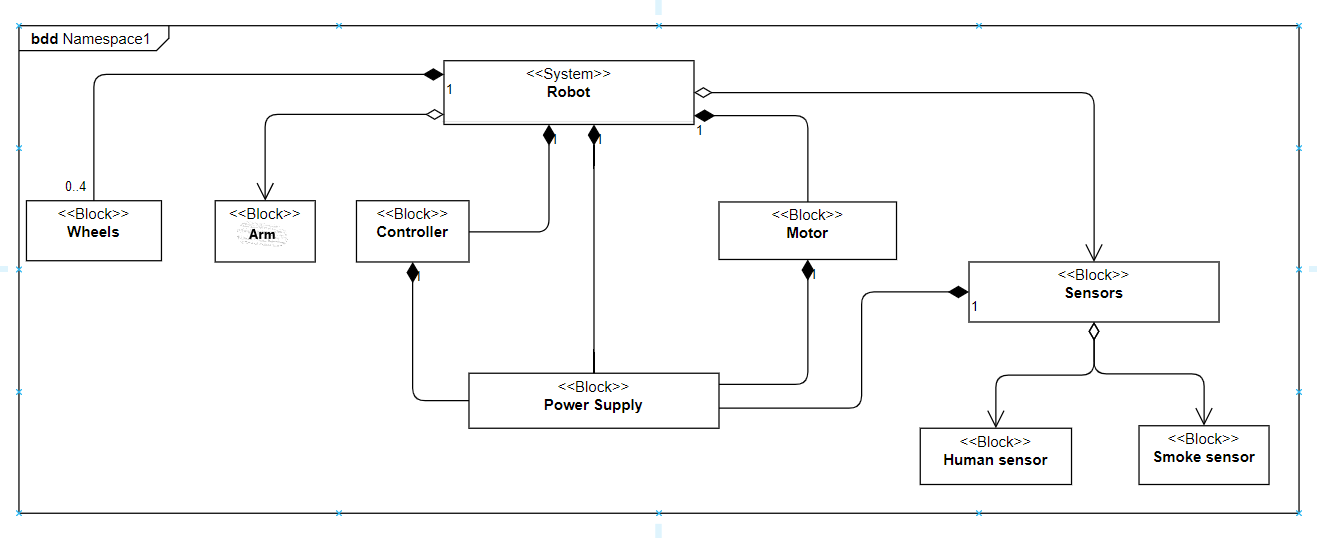 bdd Namespace1
<<System>>
Robot
1
1
1
1
0..4
<<Block>>
Wheels
<<Block>>
Arm
<<Block>>
Controller
1
<<Block>>
Motor
1
<<Block>>
Sensors
1
<<Block>>
Power Supply
<<Block>>
Human sensor
<<Block>>
Smoke sensor